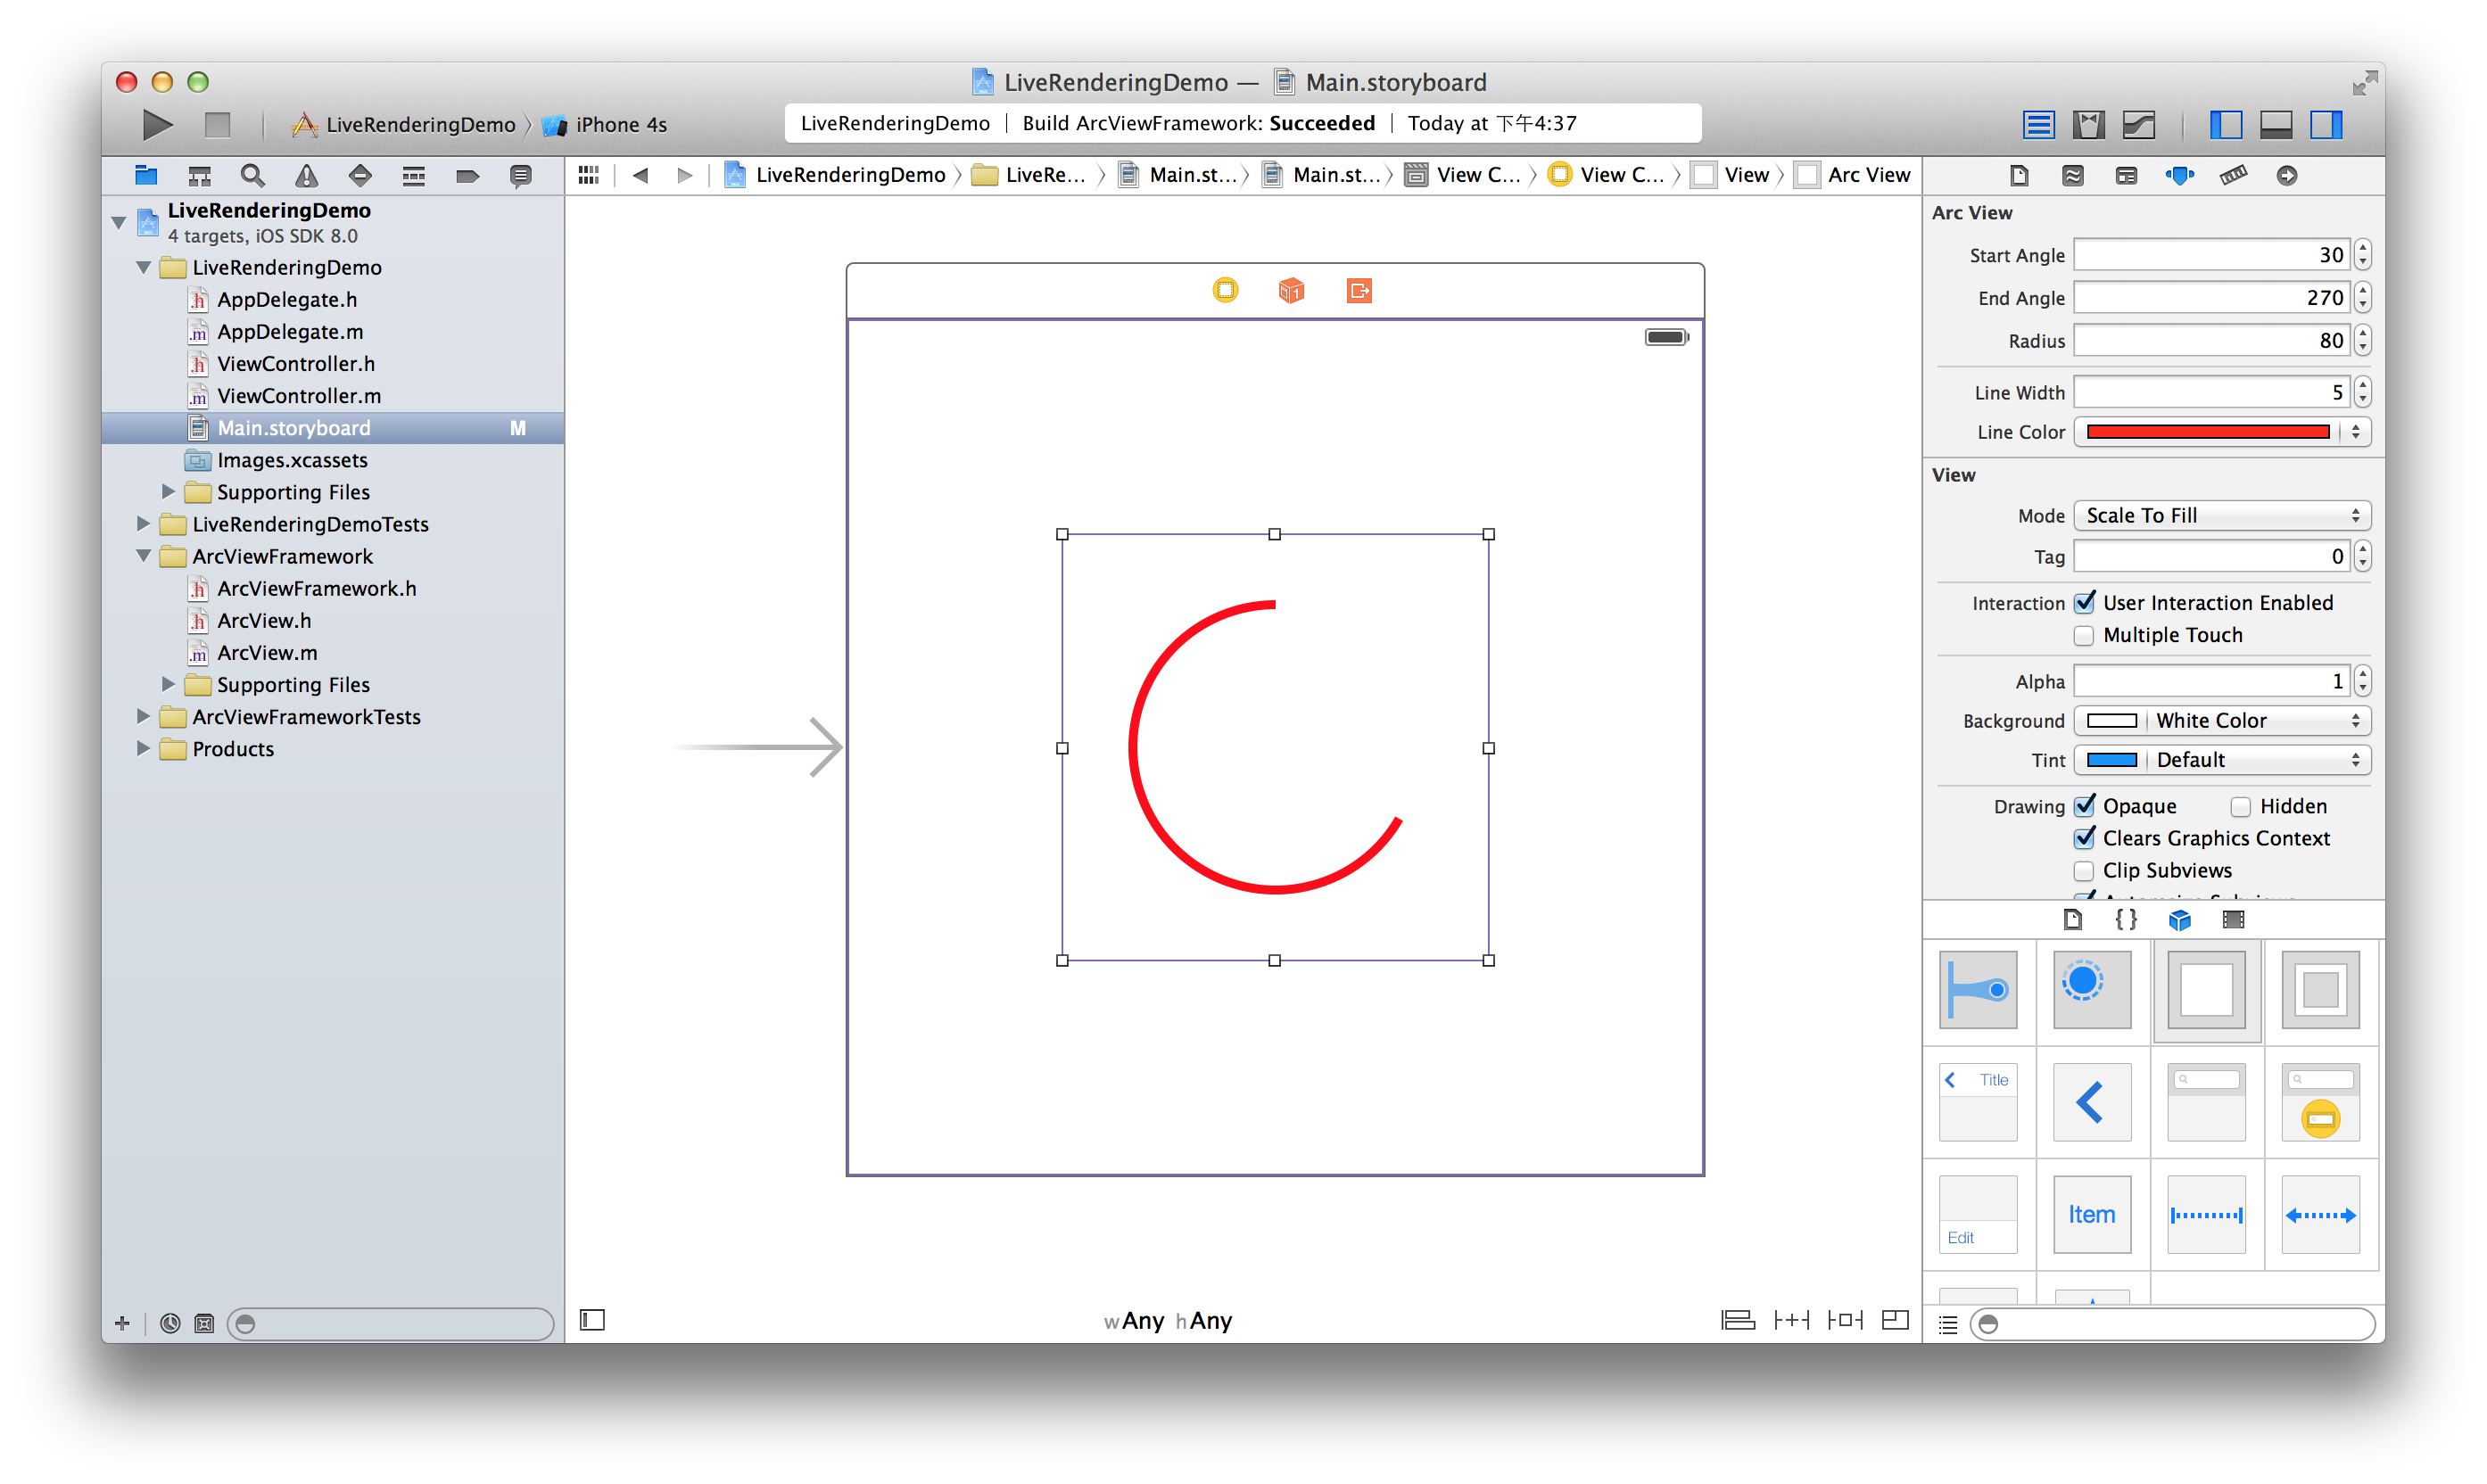 LiveRenderingDemo — Main.storyboard
LiveRenderingDemo 〉 iPhone 4s
LiveRenderingDemo | Build ArcViewFramework: Succeeded | Today at 下午4:37
LiveRenderingDemo 〉 LiveRe... 〉 Main.st... 〉 Main.st... 〉 View C... 〉 View C... 〉 View 〉 Arc View
LiveRenderingDemo
4 targets, iOS SDK 8.0
LiveRenderingDemo
AppDelegate.h
AppDelegate.m
ViewController.h
ViewController.m
Main.storyboard M
Images.xcassets
Supporting Files
LiveRenderingDemoTests
ArcViewFramework
ArcViewFramework.h
ArcView.h
ArcView.m
Supporting Files
ArcViewFrameworkTests
Products
wAny hAny
Arc View
Start Angle 30
End Angle 270
Radius 80
Line Width 5
Line Color
View
Mode Scale To Fill
Tag 0
Interaction User Interaction Enabled
Multiple Touch
Alpha 1
Background White Color
Tint Default
Drawing Opaque Hidden
Clears Graphics Context
Clip Subviews
{ }
Title
Edit
Item